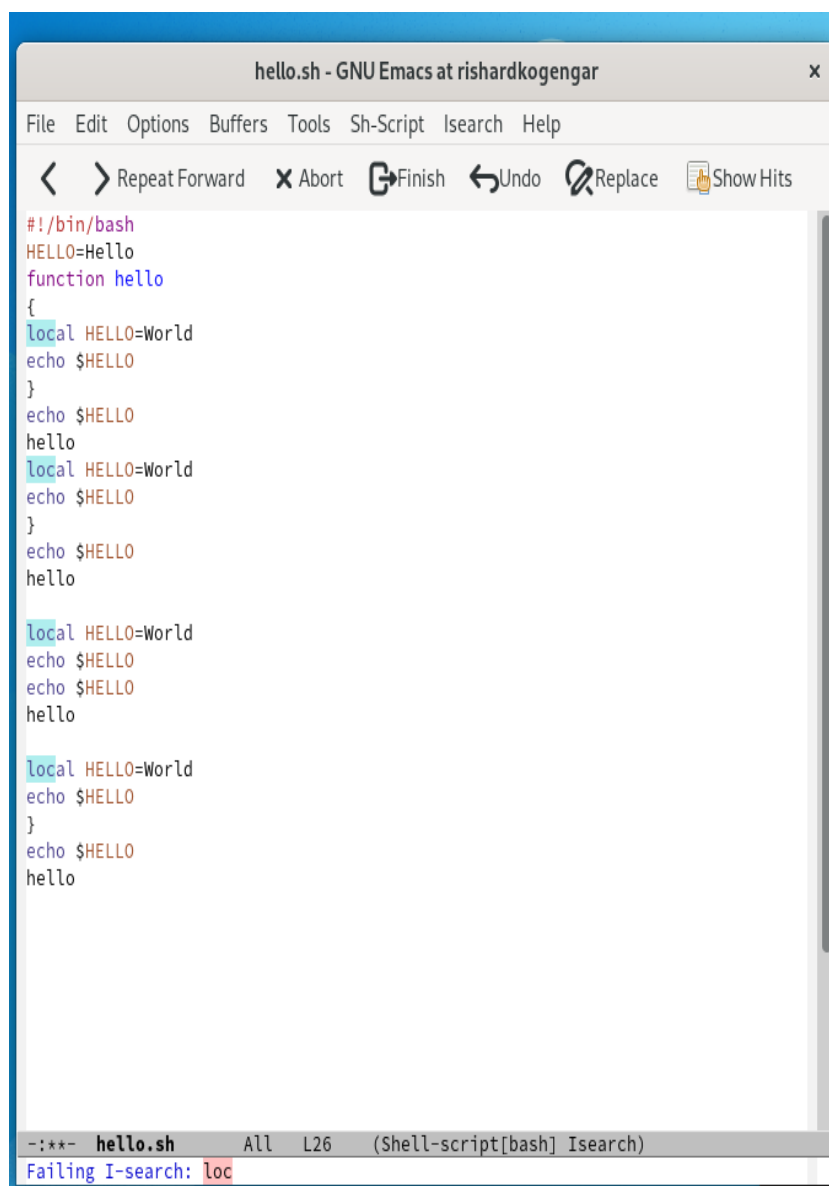 hello.sh - GNU Emacs at rishardkogengar ×
File Edit Options Buffers Tools Sh-Script Isearch Help
Repeat Forward Abort Finish Undo Replace Show Hits
#!/bin/bash
HELLO=Hello
function hello
{
local HELLO=World
echo $HELLO
}
echo $HELLO
hello
local HELLO=World
echo $HELLO
}
echo $HELLO
hello
local HELLO=World
echo $HELLO
echo $HELLO
hello
local HELLO=World
echo $HELLO
}
echo $HELLO
hello
-:**- hello.sh All L26 (Shell-script[bash] Isearch)
Failing I-search: loc